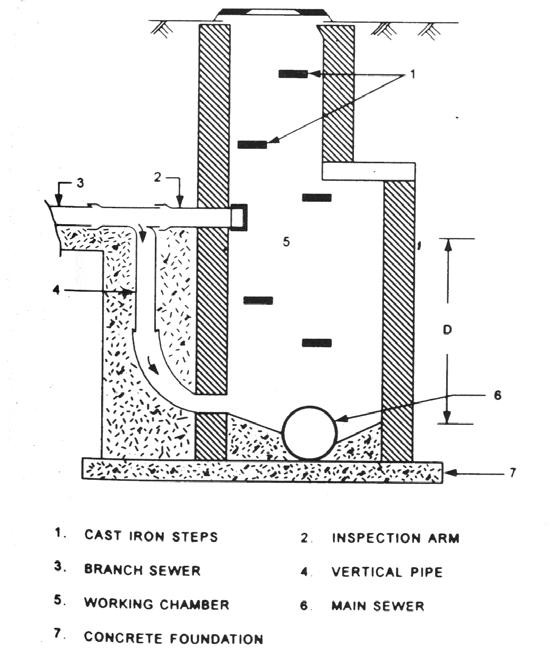 1
3
2
5
4
D
6
7
1. CAST IRON STEPS 2. INSPECTION ARM
3. BRANCH SEWER 4. VERTICAL PIPE
5. WORKING CHAMBER 6. MAIN SEWER
7. CONCRETE FOUNDATION